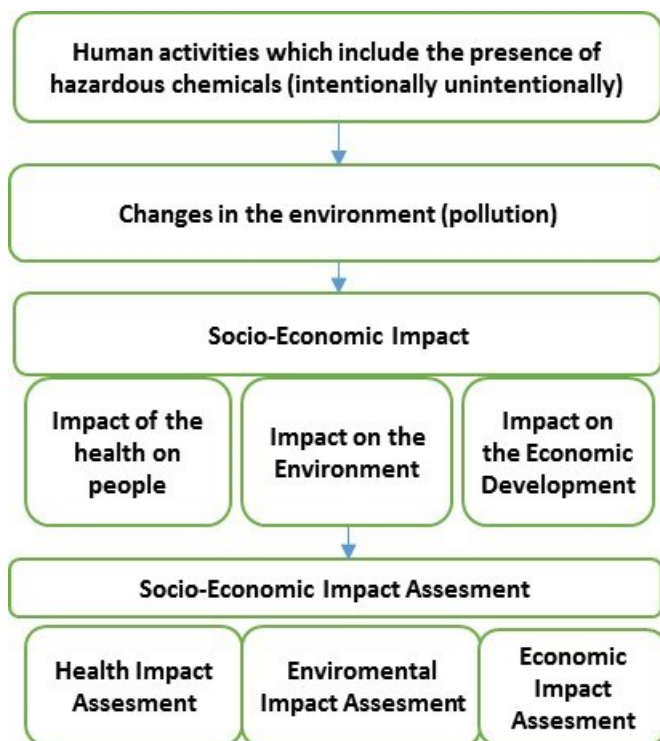 Human activities which include the presence of
hazardous chemicals (intentionally unintentionally)
Changes in the environment (pollution)
Socio-Economic Impact
Impact of the
health on
people
Impact on the
Environment
Impact on
the Economic
Development
Socio-Economic Impact Assesment
Health Impact
Assesment
Enviromental
Impact Assesment
Economic
Impact
Assesment